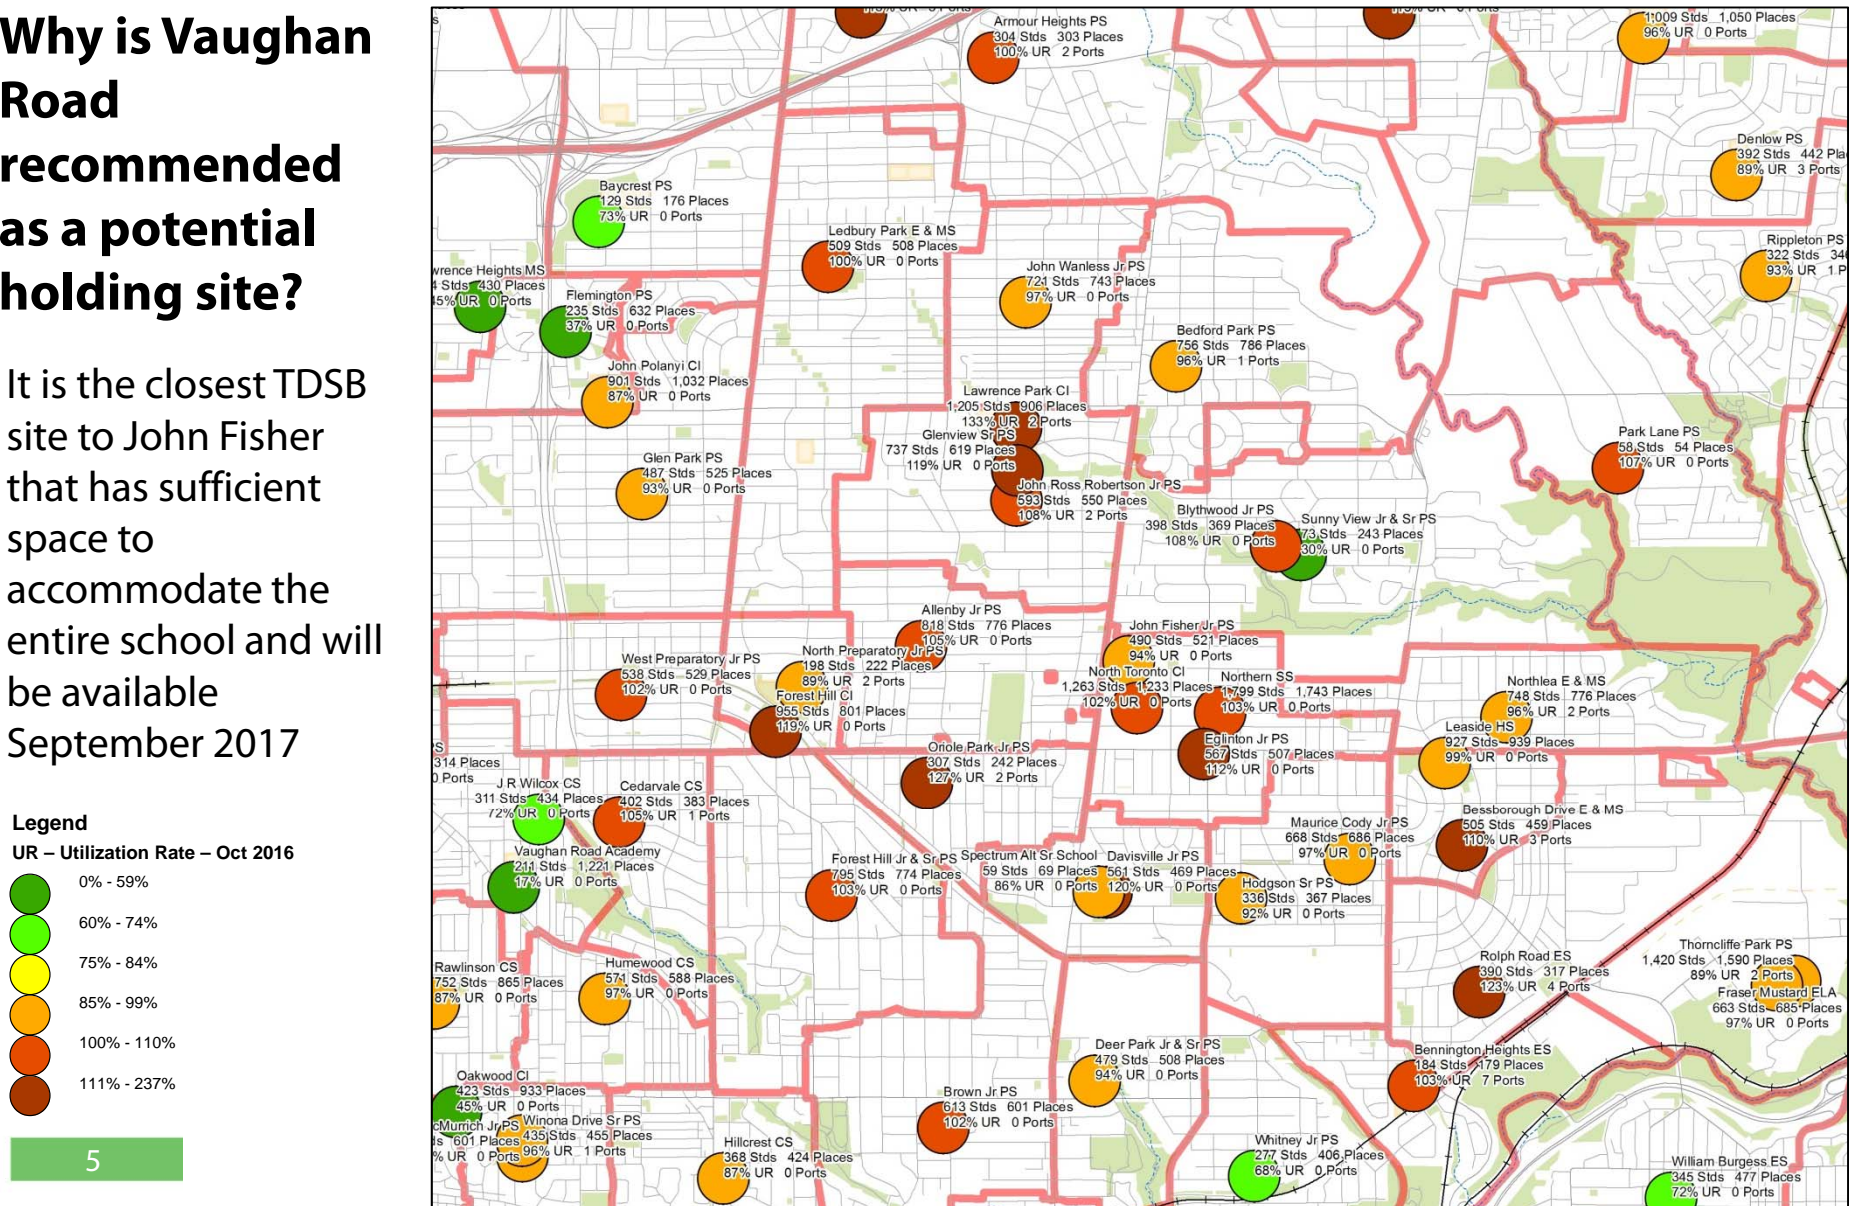 Why is Vaughan
Road
recommended
as a potential
holding site?
It is the closest TDSB
site to John Fisher
that has sufficient
space to
accommodate the
entire school and will
be available
September 2017
Legend
UR – Utilization Rate – Oct 2016
0% - 59%
60% - 74%
75% - 84%
85% - 99%
100% - 110%
111% - 237%
5
Armour Heights PS
304 Stds 303 Places
100% UR 2 Ports
1,009 Stds 1,050 Places
96% UR 0 Ports
Denlow PS
392 Stds 442 Pla
89% UR 3 Ports
Baycrest PS
129 Stds 176 Places
73% UR 0 Ports
Ledbury Park E & MS
509 Stds 508 Places
100% UR 0 Ports
Rippleton PS
322 Stds 346
93% UR 1 P
wrence Heights MS
4 Stds 430 Places
45% UR 0 Ports
Flemington PS
235 Stds 632 Places
37% UR 0 Ports
John Wanless Jr PS
721 Stds 743 Places
97% UR 0 Ports
Bedford Park PS
756 Stds 786 Places
96% UR 1 Ports
John Polanyi CI
901 Stds 1,032 Places
87% UR 0 Ports
Lawrence Park CI
1,205 Stds 906 Places
133% UR 2 Ports
Glenview Sr PS
737 Stds 619 Places
119% UR 0 Ports
Park Lane PS
58 Stds 54 Places
107% UR 0 Ports
Glen Park PS
487 Stds 525 Places
93% UR 0 Ports
John Ross Robertson Jr PS
593 Stds 550 Places
108% UR 2 Ports
Blythwood Jr PS
398 Stds 369 Places
108% UR 0 Ports
Sunny View Jr & Sr PS
73 Stds 243 Places
30% UR 0 Ports
Allenby Jr PS
818 Stds 776 Places
105% UR 0 Ports
John Fisher Jr PS
490 Stds 521 Places
94% UR 0 Ports
West Preparatory Jr PS
538 Stds 529 Places
102% UR 0 Ports
North Preparatory Jr PS
198 Stds 222 Places
89% UR 2 Ports
Forest Hill CI
955 Stds 801 Places
119% UR 0 Ports
North Toronto CI
1,263 Stds 1,233 Places
102% UR 0 Ports
Northern SS
1,799 Stds 1,743 Places
103% UR 0 Ports
Northlea E & MS
748 Stds 776 Places
96% UR 2 Ports
Leaside HS
927 Stds 939 Places
99% UR 0 Ports
Eglinton Jr PS
567 Stds 507 Places
112% UR 0 Ports
Oriole Park Jr PS
307 Stds 242 Places
127% UR 2 Ports
PS
314 Places
0 Ports
J R Wilcox CS
311 Stds 434 Places
72% UR 0 Ports
Cedarvale CS
402 Stds 383 Places
105% UR 1 Ports
Bessborough Drive E & MS
505 Stds 459 Places
110% UR 3 Ports
Maurice Cody Jr PS
668 Stds 686 Places
97% UR 0 Ports
Vaughan Road Academy
211 Stds 1,221 Places
17% UR 0 Ports
Forest Hill Jr & Sr PS
795 Stds 774 Places
103% UR 0 Ports
Spectrum Alt Sr School
59 Stds 69 Places
86% UR 0 Ports
Davisville Jr PS
561 Stds 469 Places
120% UR 0 Ports
Hodgson Sr PS
336 Stds 367 Places
92% UR 0 Ports
Rawlinson CS
752 Stds 865 Places
87% UR 0 Ports
Humewood CS
571 Stds 588 Places
97% UR 0 Ports
Rolph Road ES
390 Stds 317 Places
123% UR 4 Ports
Thorncliffe Park PS
1,420 Stds 1,590 Places
89% UR 2 Ports
Fraser Mustard ELA
663 Stds 685 Places
97% UR 0 Ports
Deer Park Jr & Sr PS
479 Stds 508 Places
94% UR 0 Ports
Bennington Heights ES
184 Stds 179 Places
103% UR 7 Ports
Oakwood CI
423 Stds 933 Places
45% UR 0 Ports
Brown Jr PS
613 Stds 601 Places
102% UR 0 Ports
cMurrich Jr PS
ds 601 Places
% UR 0 Ports
Winona Drive Sr PS
435 Stds 455 Places
96% UR 1 Ports
Hillcrest CS
368 Stds 424 Places
87% UR 0 Ports
Whitney Jr PS
277 Stds 406 Places
68% UR 0 Ports
William Burgess ES
345 Stds 477 Places
72% UR 0 Ports